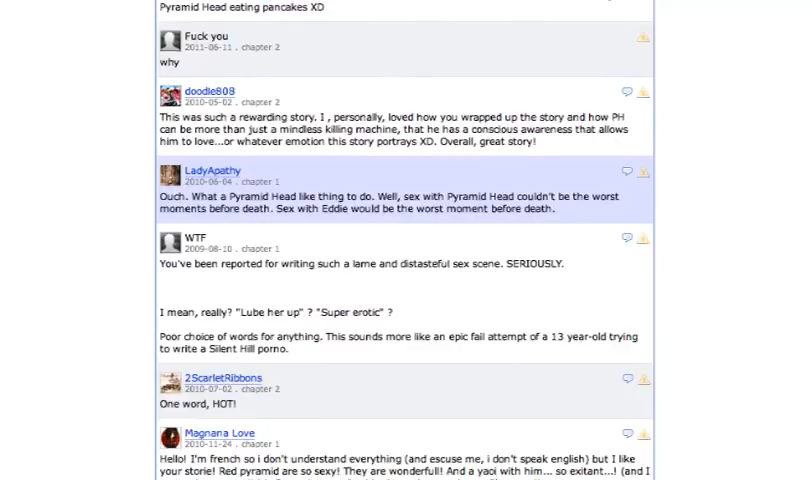 Pyramid Head eating pancakes XD
Fuck you
2011-06-11 . chapter 2
why
doodle808
2010-05-02 . chapter 2
This was such a rewarding story. I , personally, loved how you wrapped up the story and how PH
can be more than just a mindless killing machine, that he has a conscious awareness that allows
him to love...or whatever emotion this story portrays XD. Overall, great story!
LadyApathy
2010-06-04 . chapter 1
Ouch. What a Pyramid Head like thing to do. Well, sex with Pyramid Head couldn't be the worst
moments before death. Sex with Eddie would be the worst moment before death.
WTF
2009-08-10 . chapter 1
You've been reported for writing such a lame and distasteful sex scene. SERIOUSLY.
I mean, really? "Lube her up" ? "Super erotic" ?
Poor choice of words for anything. This sounds more like an epic fail attempt of a 13 year-old trying
to write a Silent Hill porno.
2ScarletRibbons
2010-07-02 . chapter 2
One word, HOT!
Magnana Love
2010-11-24 . chapter 1
Hello! I'm french so i don't understand everything (and escuse me, i don't speak english) but I like
your storie! Red pyramid are so sexy! They are wonderfull! And a yaoi with him... so exitant...! (and I